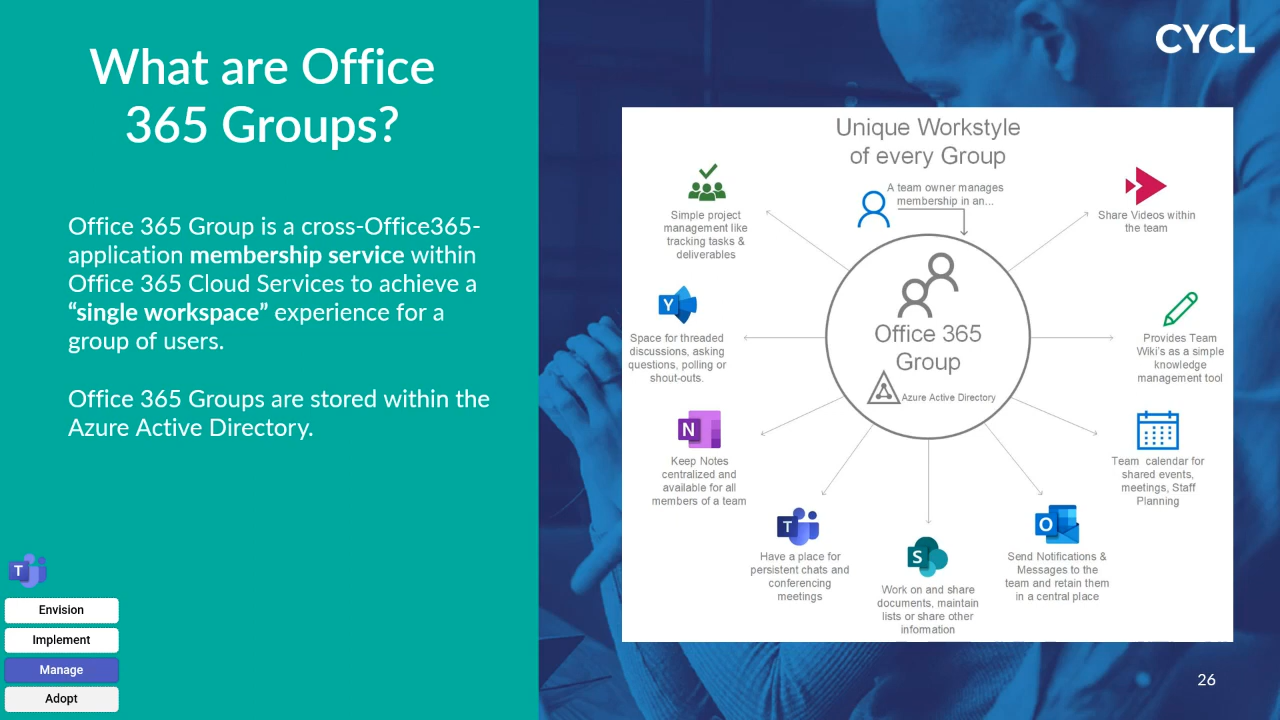 What are Office
365 Groups?
Office 365 Group is a cross-Office365-
application membership service within
Office 365 Cloud Services to achieve a
“single workspace” experience for a
group of users.
Office 365 Groups are stored within the
Azure Active Directory.
T
Envision
Implement
Manage
Adopt
CYCL
Unique Workstyle
of every Group
A team owner manages
membership in an...
Office 365
Group
Azure Active Directory
Simple project
management like
tracking tasks &
deliverables
Y
Space for threaded
discussions, asking
questions, polling or
shout-outs.
N
Keep Notes
centralized and
available for all
members of a team
T
Have a place for
persistent chats and
conferencing
meetings
S
Work on and share
documents, maintain
lists or share other
information
O
Send Notifications &
Messages to the
team and retain them
in a central place
Team calendar for
shared events,
meetings, Staff
Planning
Provides Team
Wiki's as a simple
knowledge
management tool
Share Videos within
the team
26